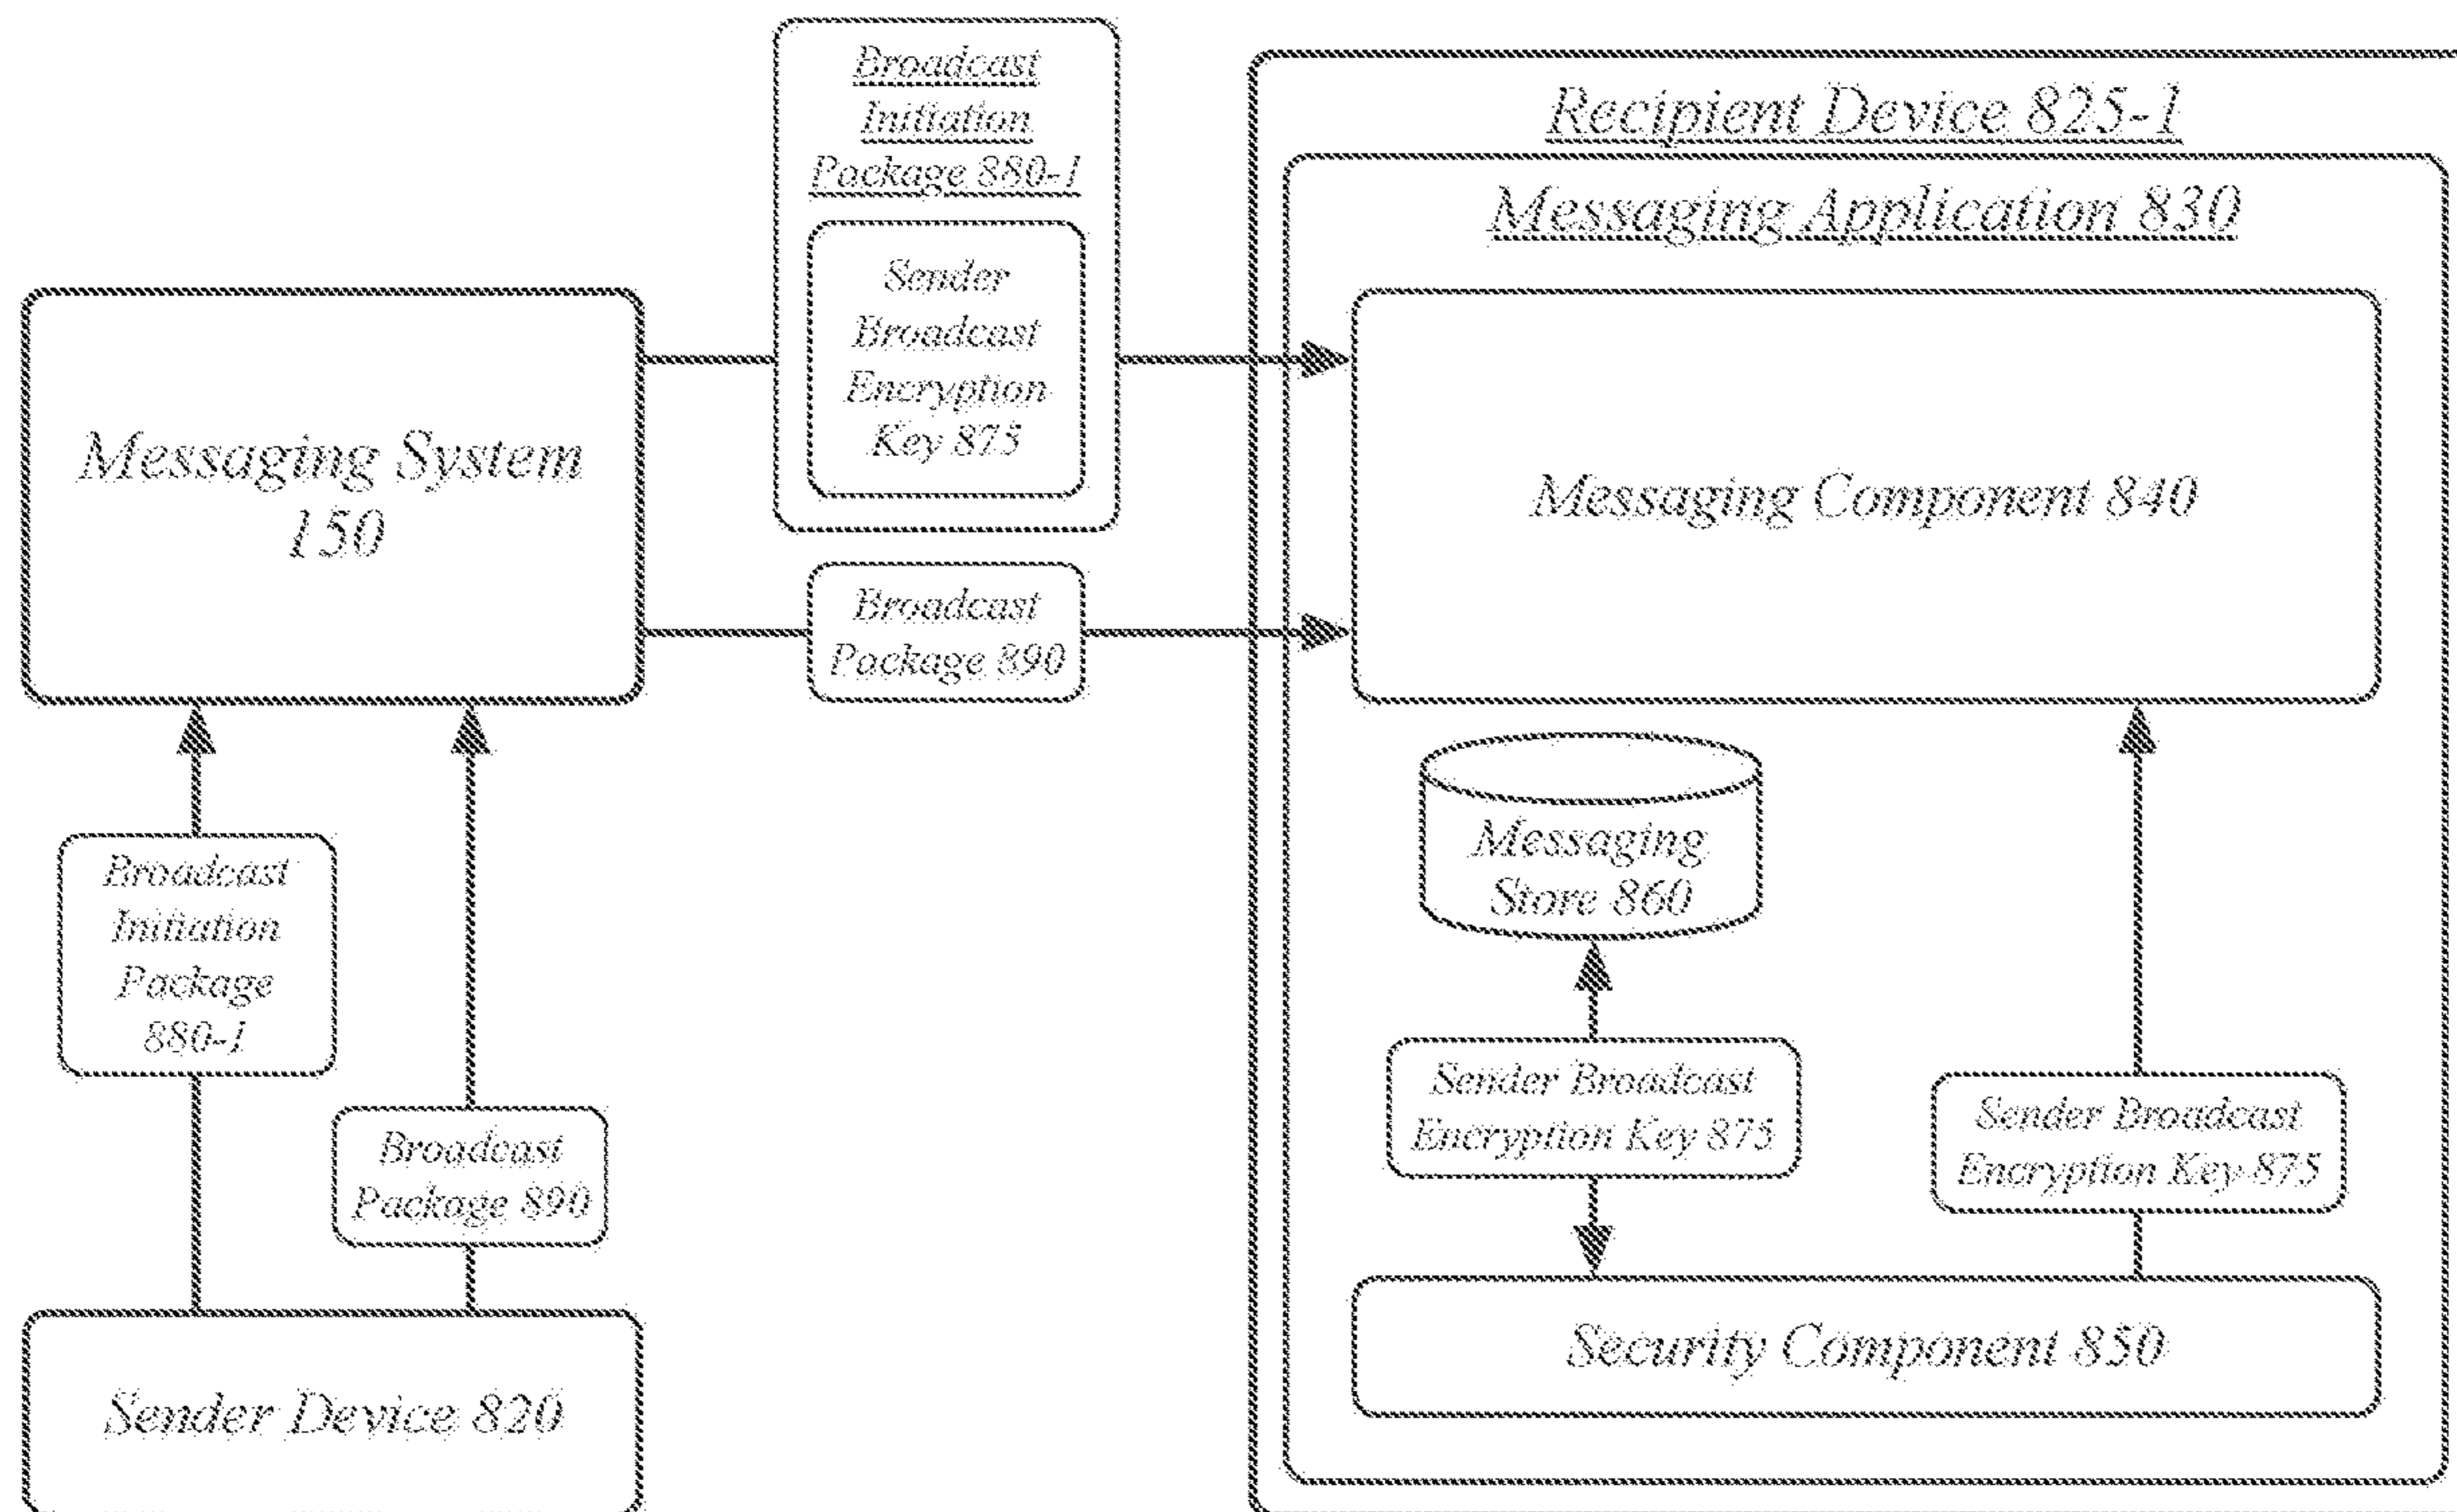 Broadcast
Initiation
Package 880-1
Sender
Broadcast
Encryption
Key 875
Recipient Device 825-1
Messaging Application 830
Messaging System
150
Messaging Component 840
Broadcast
Package 890
Messaging
Store 860
Broadcast
Initiation
Package
880-1
Broadcast
Package 890
Sender Broadcast
Encryption Key 875
Sender Broadcast
Encryption Key 875
Sender Device 820
Security Component 850